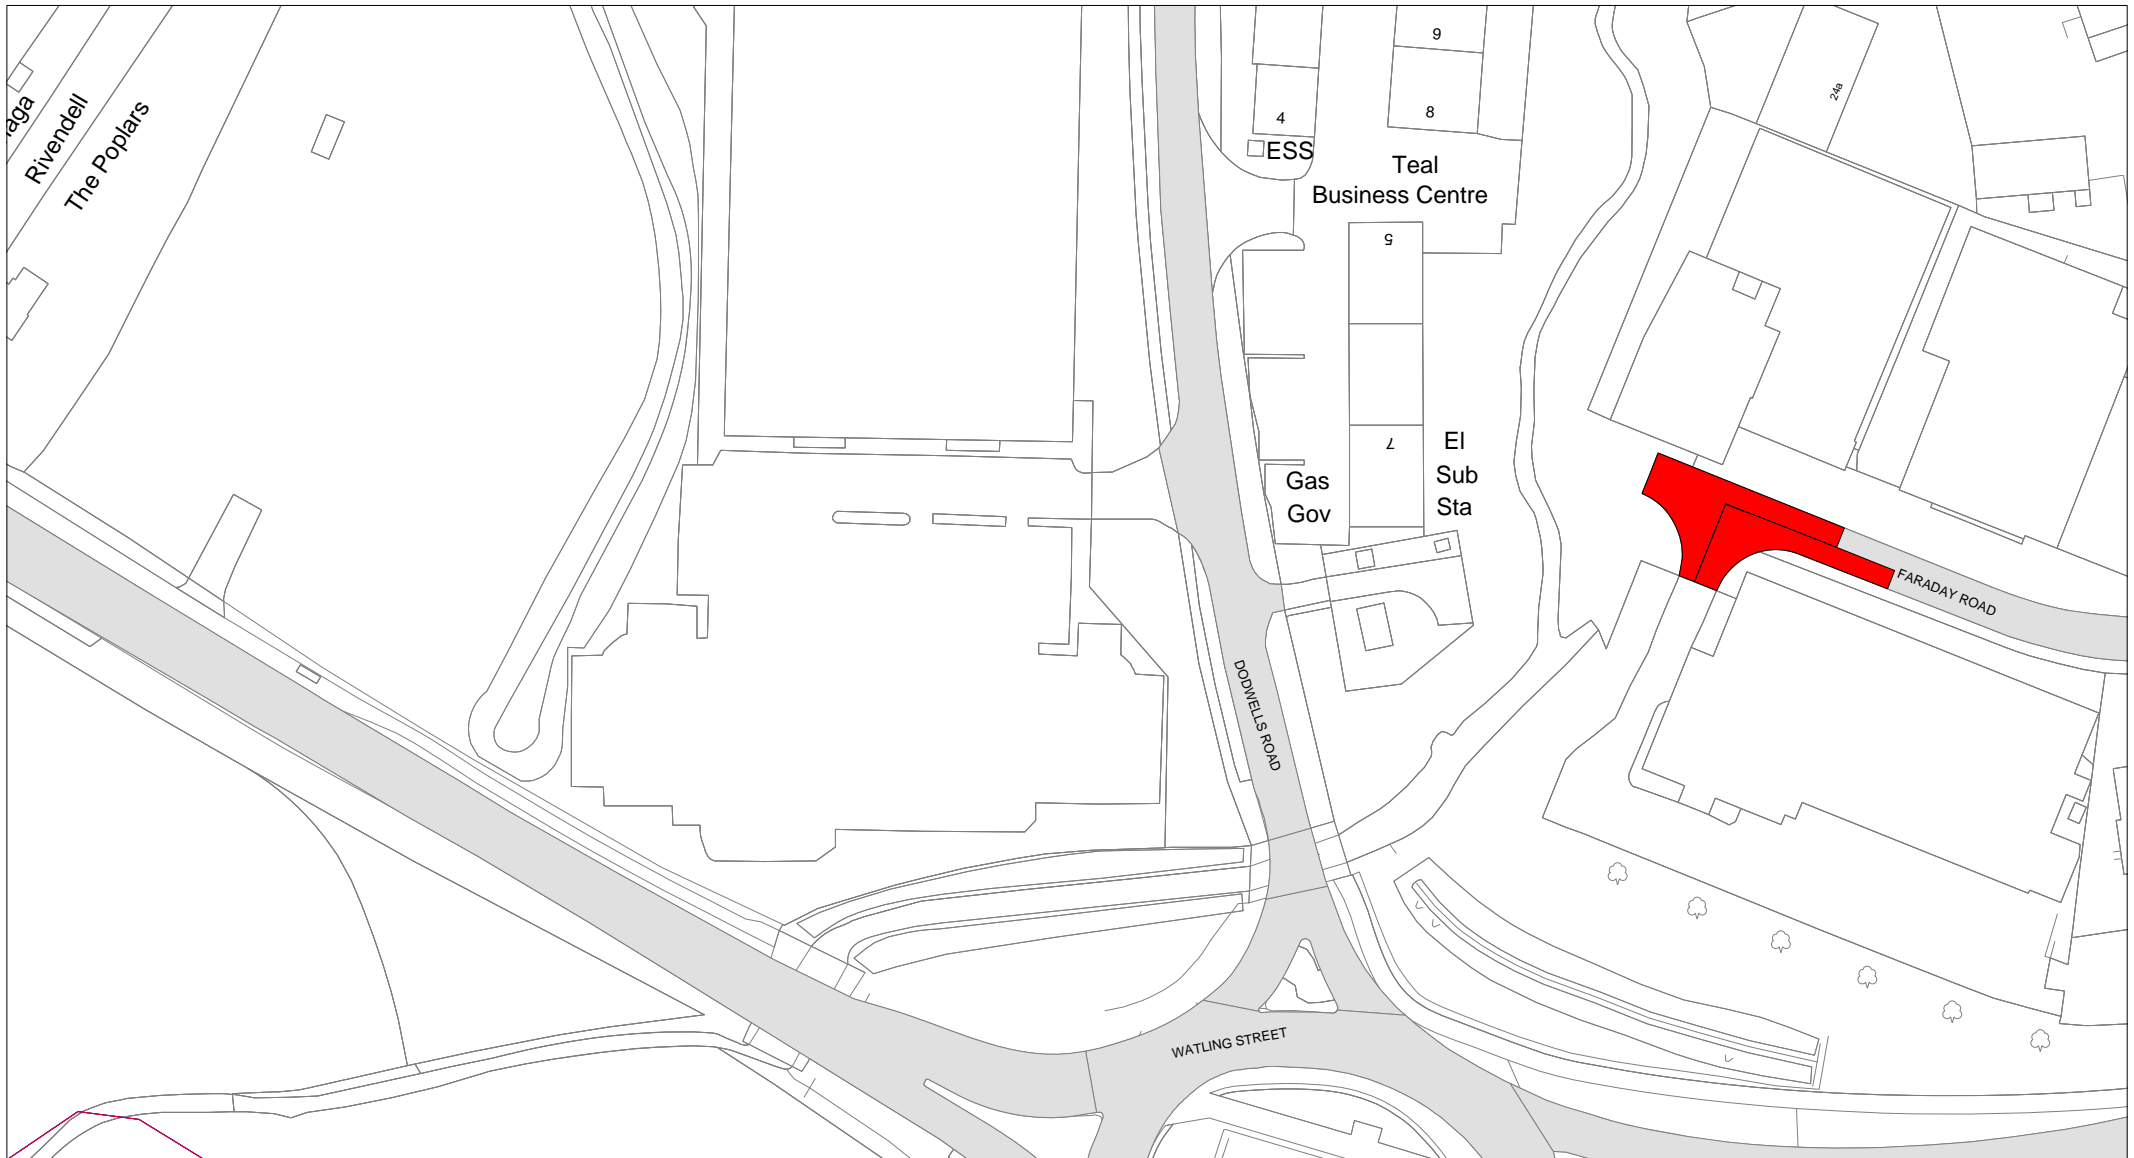 9
24a
8
4
ESS
Teal
Business Centre
Rivendell
The Poplars
5
7
El
Sub
Sta
Gas
Gov
FARADAY ROAD
DODWELLS ROAD
WATLING STREET